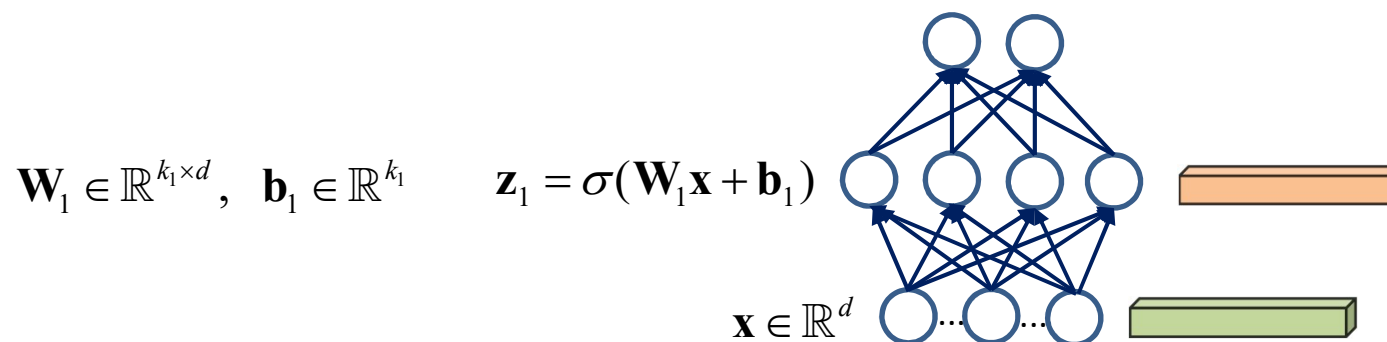 𝐖₁ ∈ ℝ^{k₁×d}, 𝐛₁ ∈ ℝ^{k₁} 𝐳₁ = σ(𝐖₁𝐱 + 𝐛₁)
𝐱 ∈ ℝ^d ... ...